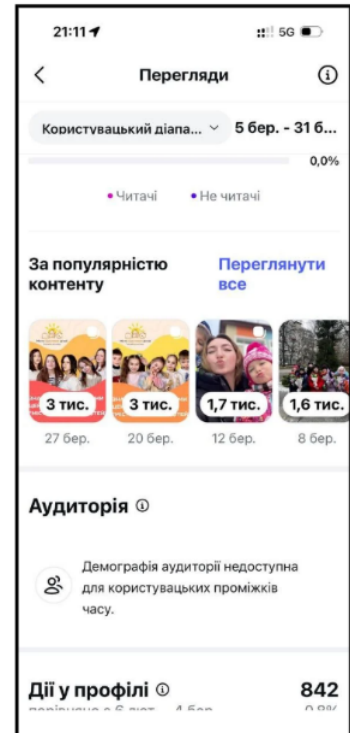 21:11
5G
Перегляди
Користувацький діапа...
5 бер. - 31 б...
0,0%
Читачі
Не читачі
За популярністю контенту
Переглянути все
3 тис.
3 тис.
1,7 тис.
1,6 тис.
27 бер.
20 бер.
12 бер.
8 бер.
Аудиторія
Демографія аудиторії недоступна
для користувацьких проміжків
часу.
Дії у профілі
842